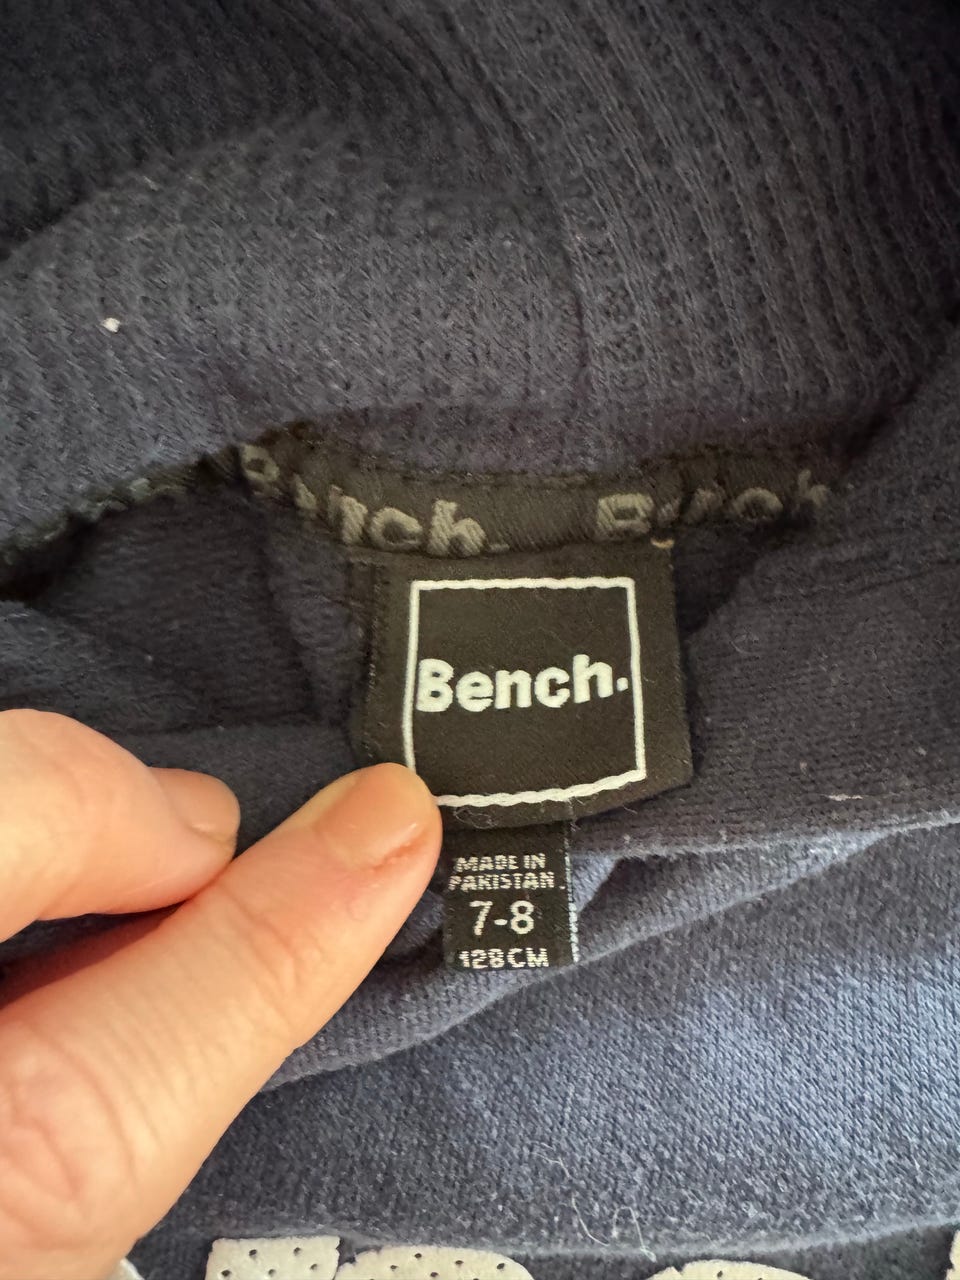 Bench. Bench
Bench.
MADE IN
PAKISTAN
7-8
128CM